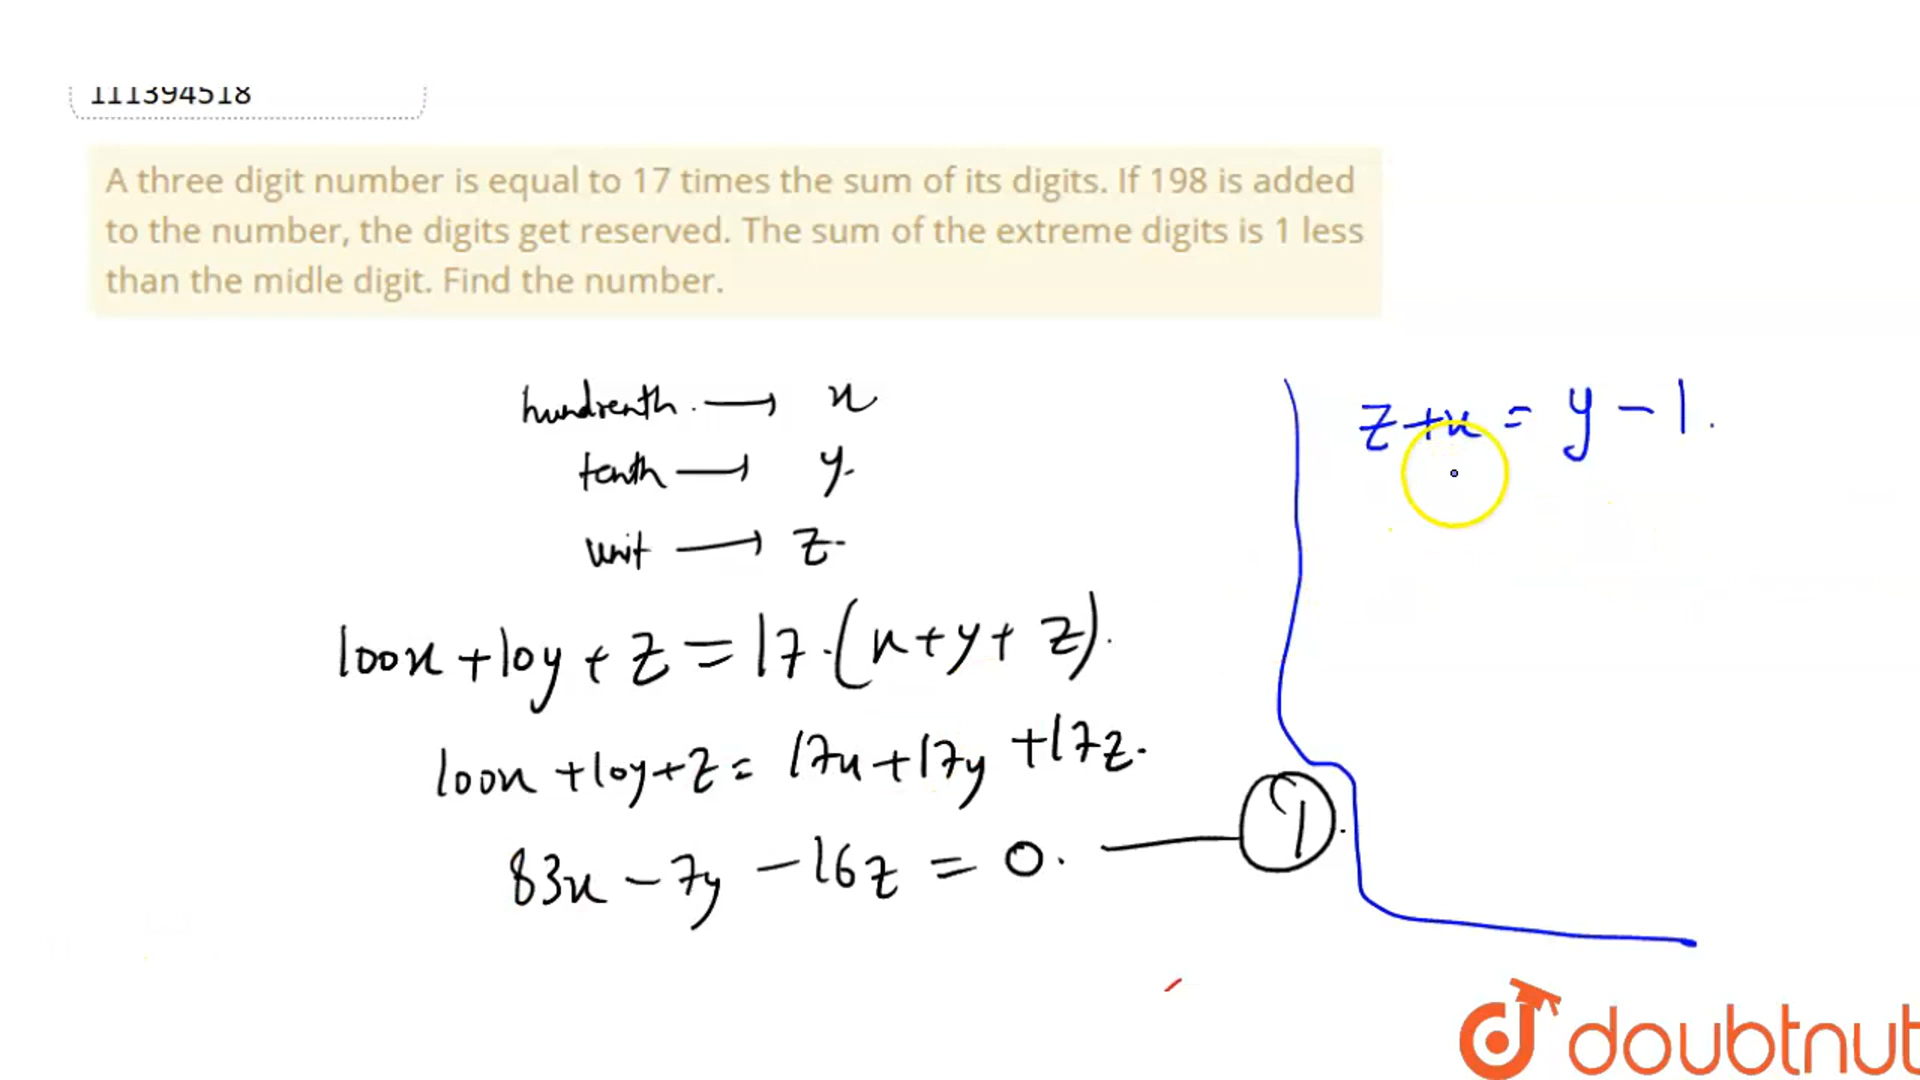 111394518
A three digit number is equal to 17 times the sum of its digits. If 198 is added
to the number, the digits get reserved. The sum of the extreme digits is 1 less
than the midle digit. Find the number.
hundrenth. → x
tenth → y.
unit → z.
100x + 10y + z = 17.(x+y+z).
100x + 10y + z = 17x + 17y + 17z.
83x - 7y - 16z = 0. — 1.
z + x = y - 1.
doubtnut